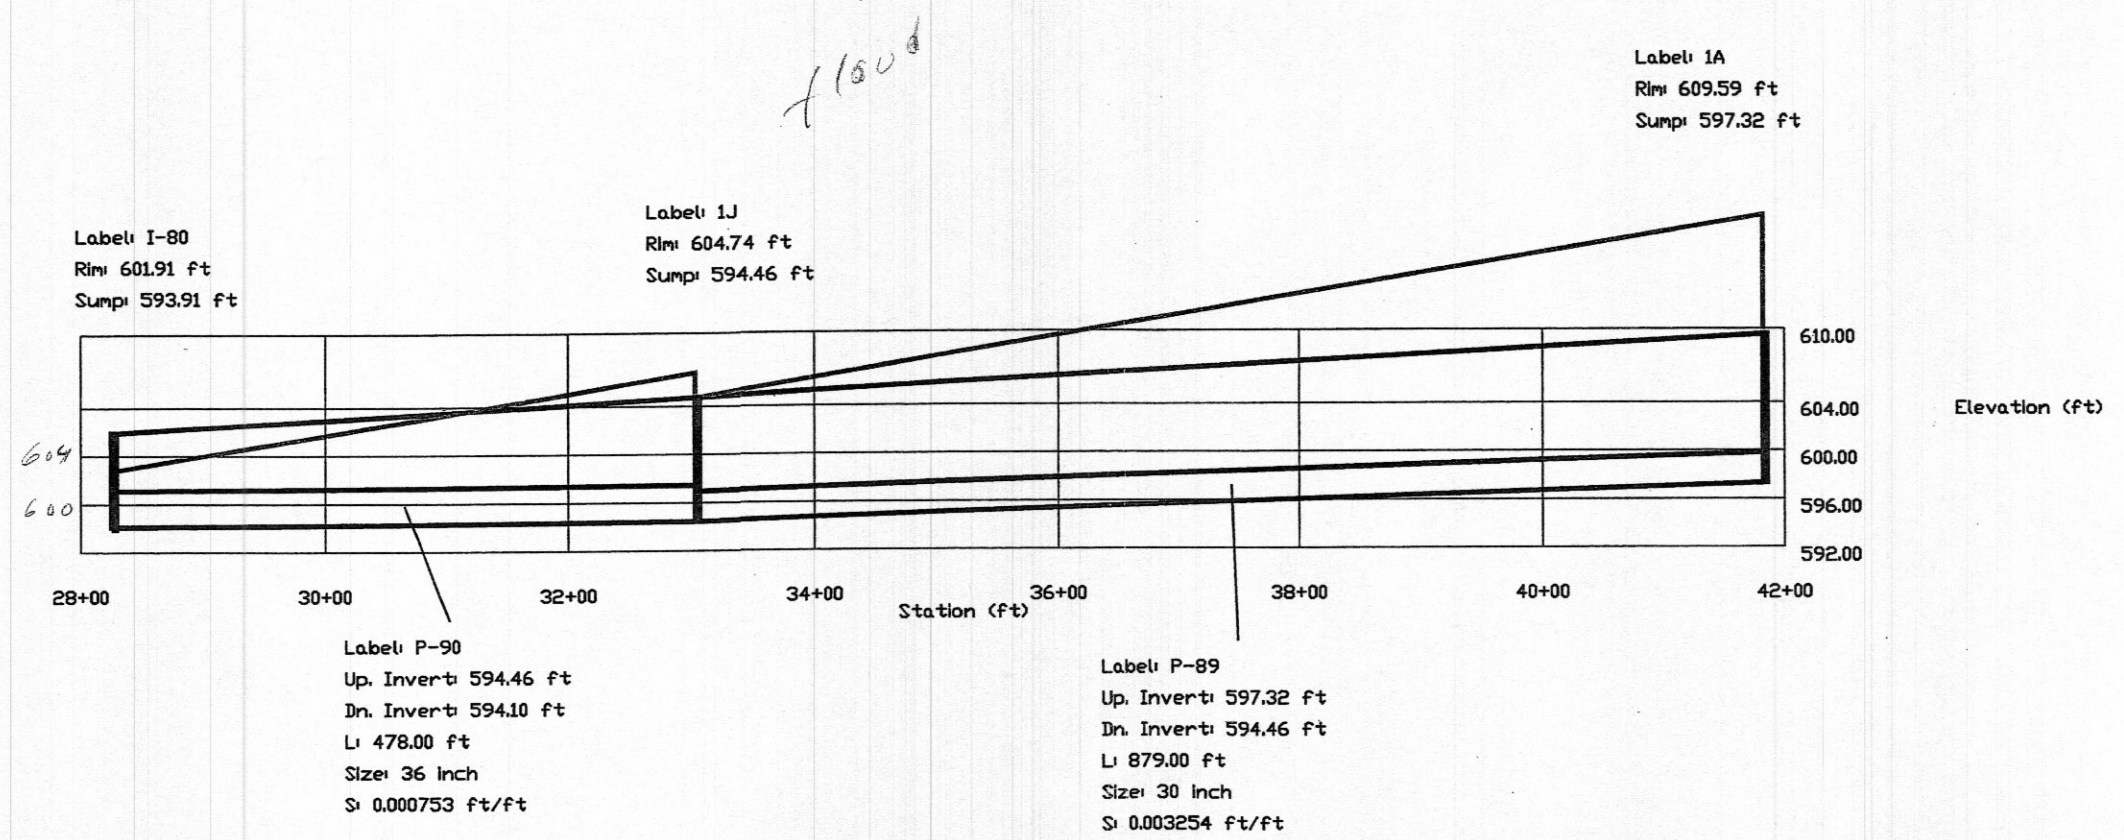 Label: 1A
Rim: 609.59 ft
Sump: 597.32 ft
Label: 1J
Rim: 604.74 ft
Sump: 594.46 ft
Label: I-80
Rim: 601.91 ft
Sump: 593.91 ft
610.00
604.00
600.00
596.00
592.00
Elevation (ft)
604
600
28+00 30+00 32+00 34+00 36+00 38+00 40+00 42+00
Station (ft)
Label: P-90
Up. Invert: 594.46 ft
Dn. Invert: 594.10 ft
L: 478.00 ft
Size: 36 inch
S: 0.000753 ft/ft
Label: P-89
Up. Invert: 597.32 ft
Dn. Invert: 594.46 ft
L: 879.00 ft
Size: 30 inch
S: 0.003254 ft/ft